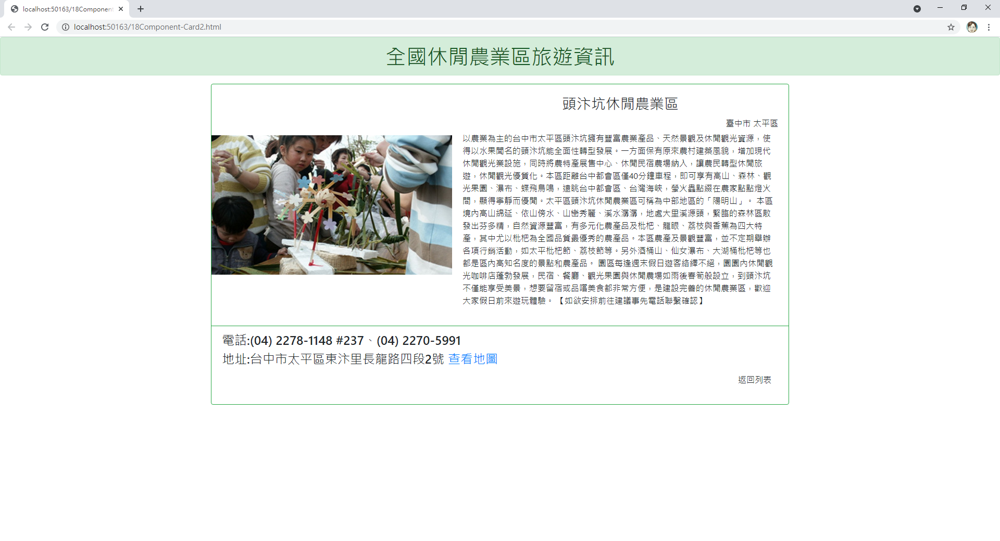 localhost:50163/18Component
localhost:50163/18Component-Card2.html
全國休閒農業區旅遊資訊
頭汴坑休閒農業區
臺中市 太平區
以農業為主的台中市太平區頭汴坑擁有豐富農業產品、天然景觀及休閒觀光資源，使
得以水果聞名的頭汴坑能全面性轉型發展。一方面保有原來農村建築風貌，增加現代
休閒觀光業設施，同時將農特產展售中心、休閒民宿農場納入，讓農民轉型休閒旅
遊，休閒觀光優質化。本區距離台中都會區僅40分鐘車程，即可享有高山、森林、觀
光果園、瀑布、蝶飛鳥鳴，遠眺台中都會區、台灣海峽，螢火蟲點綴在農家點點燈火
間，顯得寧靜而優閒。太平區頭汴坑休閒農業區可稱為中部地區的「陽明山」。 本區
境內高山綿延、依山傍水、山巒秀麗、溪水潺潺，地處大里溪源頭，緊臨的森林區散
發出芬多精，自然資源豐富，有多元化農產品及枇杷、龍眼、荔枝與香蕉為四大特
產，其中尤以枇杷為全國品質最優秀的農產品。本區農產及景觀豐富，並不定期舉辦
各項行銷活動，如太平枇杷節、荔枝節等。另外酒桶山、仙女瀑布、大湖桶枇杷等也
都是區內高知名度的景點和農產品。 園區每逢週末假日遊客絡繹不絕，園園內休閒觀
光咖啡店蓬勃發展，民宿、餐廳、觀光果園與休閒農場如雨後春筍般設立，到頭汴坑
不僅能享受美景，想要留宿或品嚐美食都非常方便，是建設完善的休閒農業區，歡迎
大家假日前來遊玩體驗。 【如欲安排前往建議事先電話聯繫確認】
電話:(04) 2278-1148 #237、(04) 2270-5991
地址:台中市太平區東汴里長龍路四段2號 查看地圖
返回列表